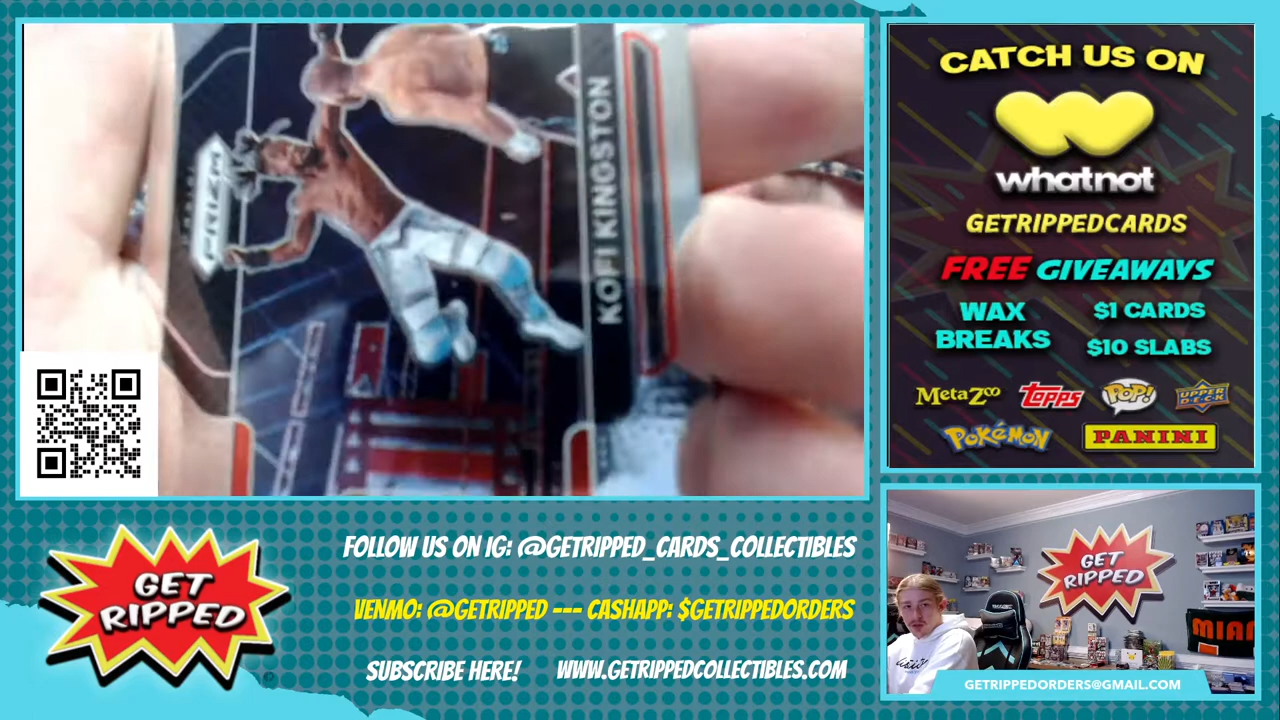 PRIZM
KOFI KINGSTON
CATCH US ON
whatnot
GETRIPPEDCARDS
FREE GIVEAWAYS
WAX
BREAKS
$1 CARDS
$10 SLABS
MetaZoo
Topps
POP!
UPPER
DECK
Pokémon
PANINI
GET
RIPPED
FOLLOW US ON IG: @GETRIPPED_CARDS_COLLECTIBLES
VENMO: @GETRIPPED --- CASHAPP: $GETRIPPEDORDERS
SUBSCRIBE HERE!
WWW.GETRIPPEDCOLLECTIBLES.COM
GET
RIPPED
MIAM
GETRIPPEDORDERS@GMAIL.COM